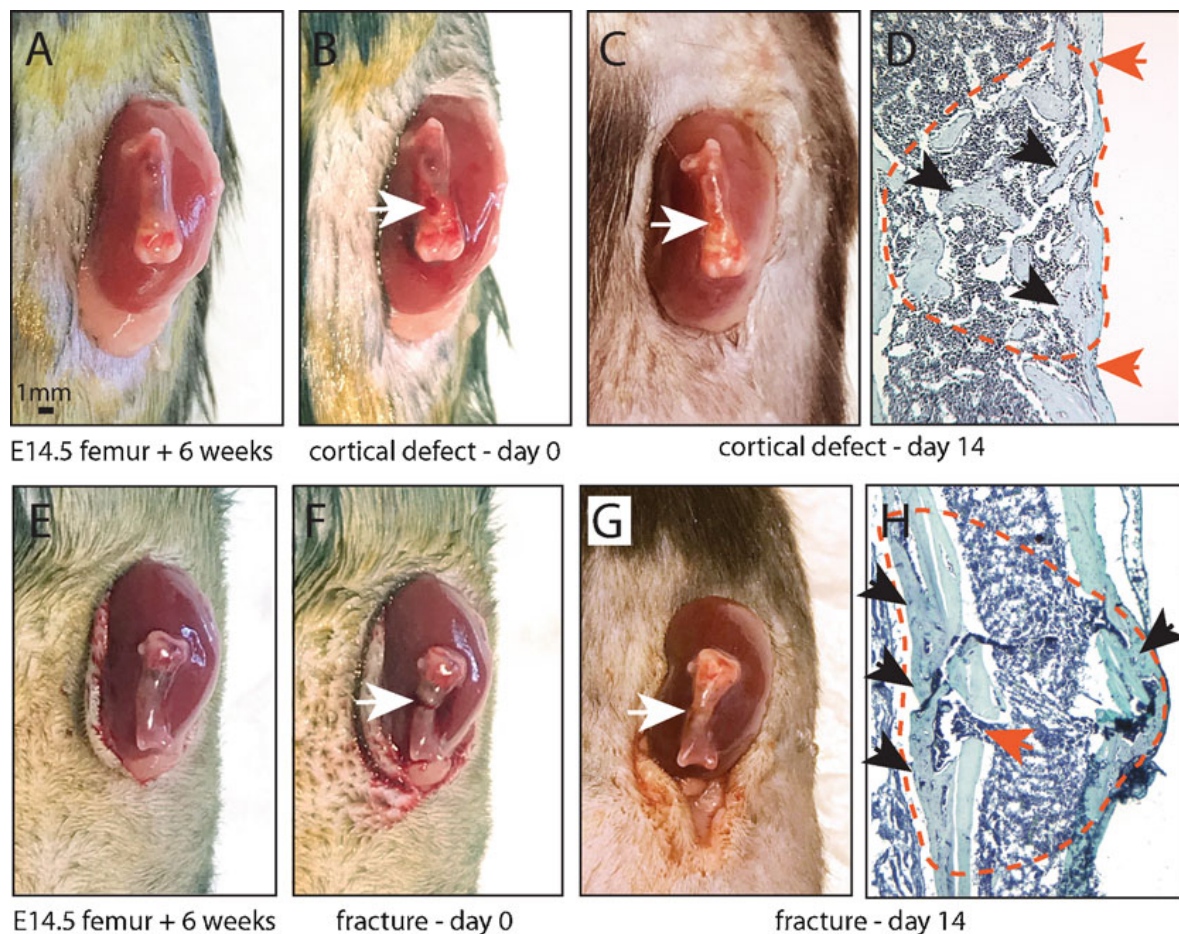 A
B
C
D
1mm
E14.5 femur + 6 weeks
cortical defect - day 0
cortical defect - day 14
E
F
G
H
E14.5 femur + 6 weeks
fracture - day 0
fracture - day 14